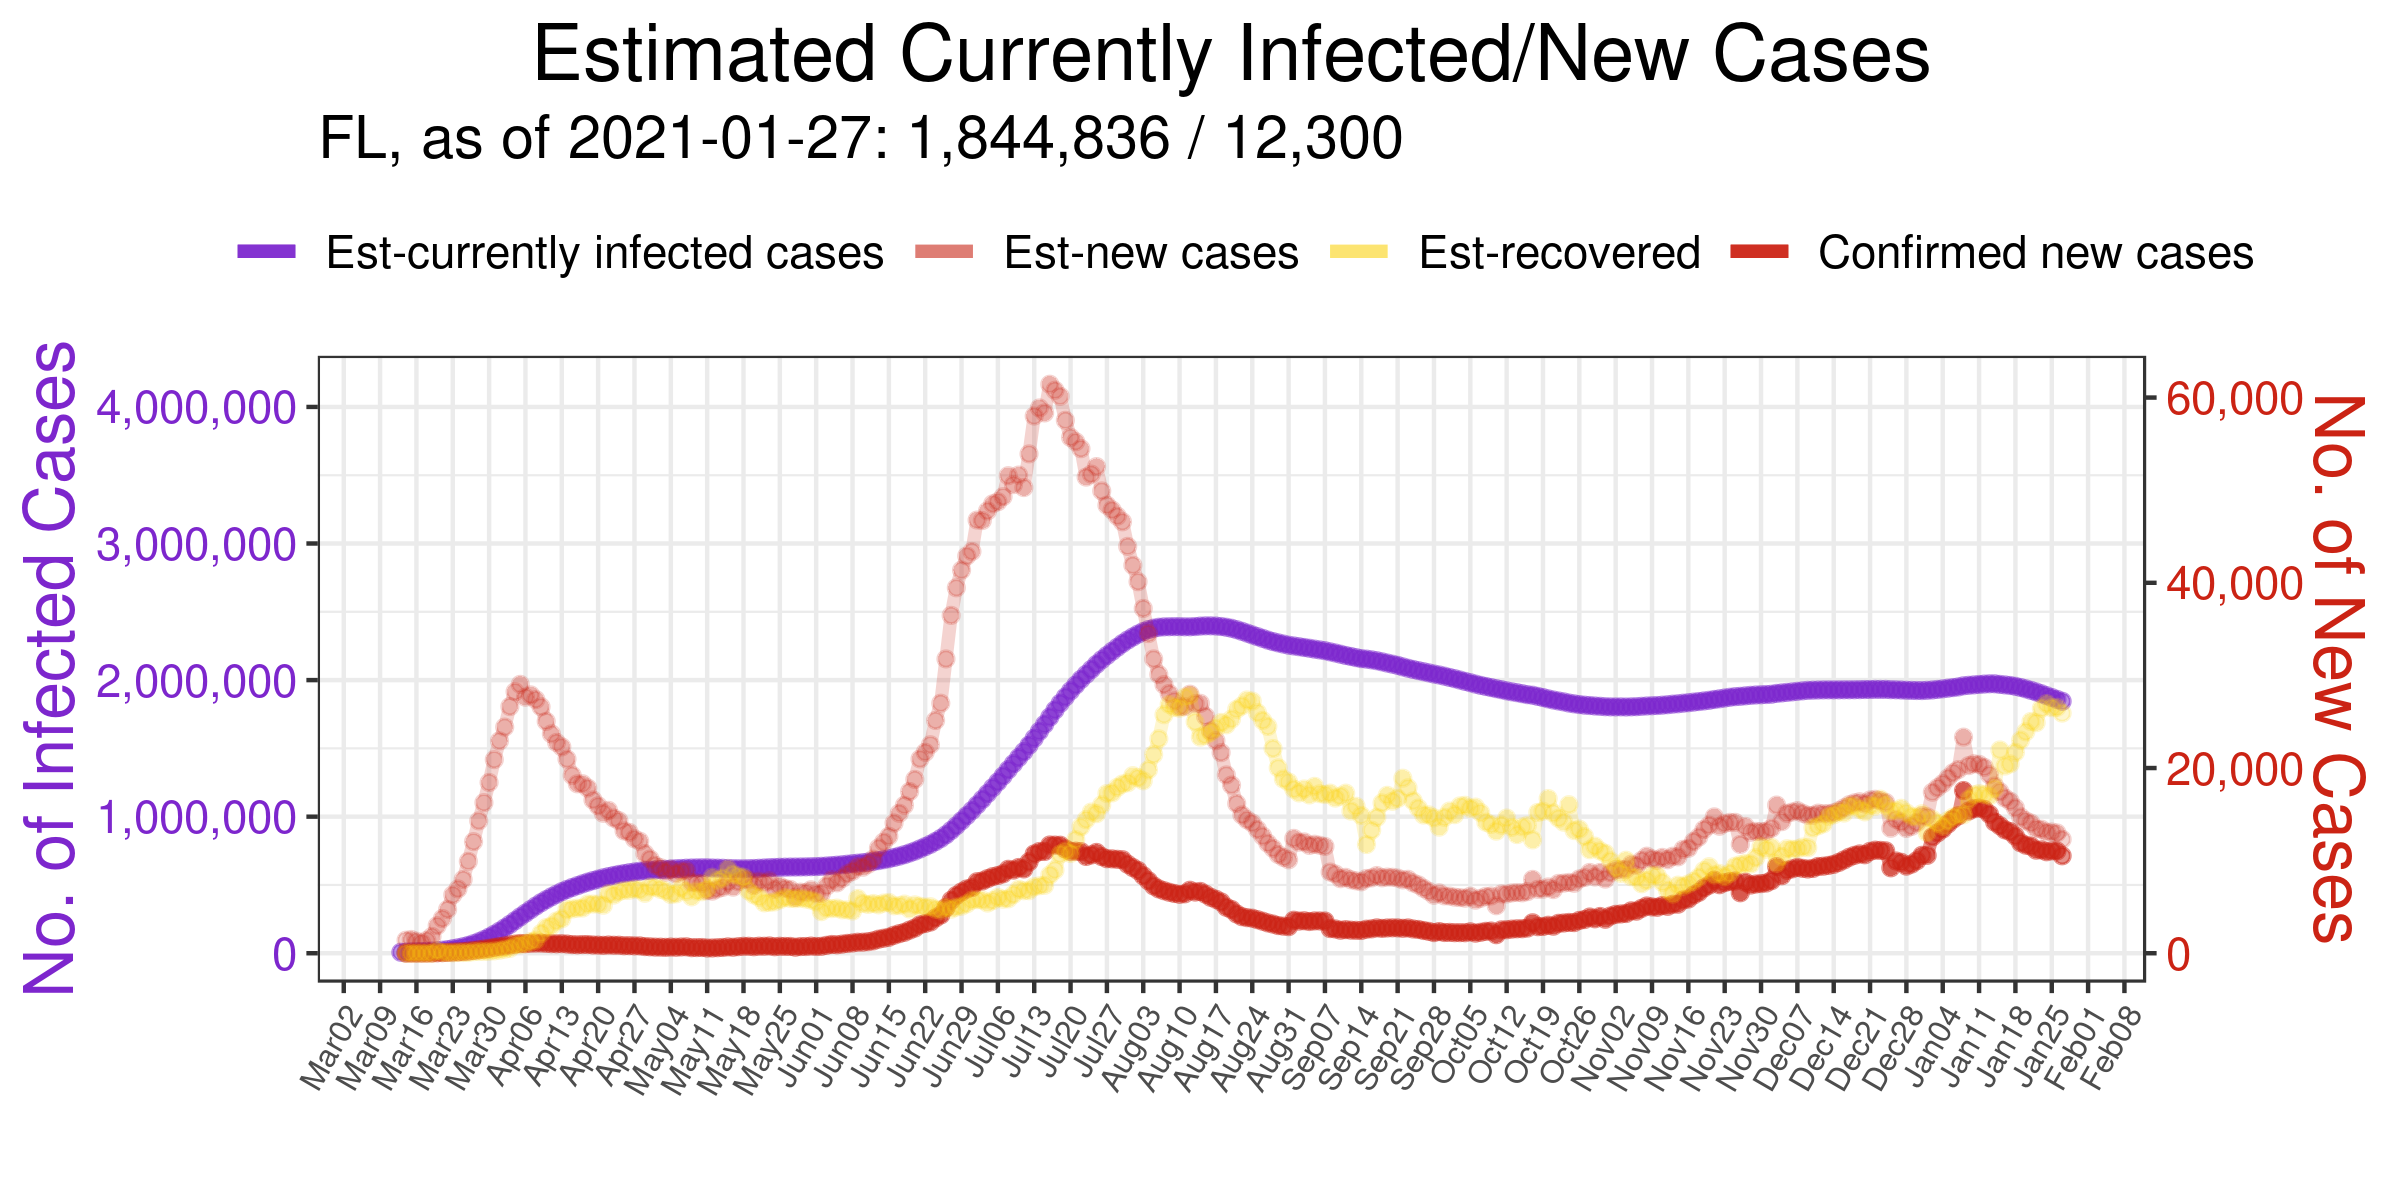 Estimated Currently Infected/New Cases
FL, as of 2021-01-27: 1,844,836 / 12,300
Est-currently infected cases Est-new cases Est-recovered Confirmed new cases
No. of Infected Cases
4,000,000
3,000,000
2,000,000
1,000,000
0
60,000
40,000
20,000
0
No. of New Cases
Mar02 Mar09 Mar16 Mar23 Mar30 Apr06 Apr13 Apr20 Apr27 May04 May11 May18 May25 Jun01 Jun08 Jun15 Jun22 Jun29 Jul06 Jul13 Jul20 Jul27 Aug03 Aug10 Aug17 Aug24 Aug31 Sep07 Sep14 Sep21 Sep28 Oct05 Oct12 Oct19 Oct26 Nov02 Nov09 Nov16 Nov23 Nov30 Dec07 Dec14 Dec21 Dec28 Jan04 Jan11 Jan18 Jan25 Feb01 Feb08